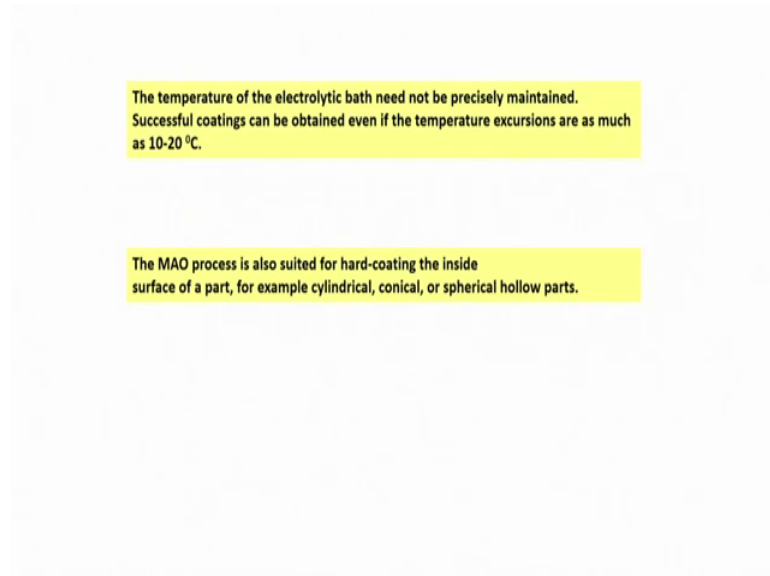 The temperature of the electrolytic bath need not be precisely maintained.
Successful coatings can be obtained even if the temperature excursions are as much
as 10-20 ⁰C.
The MAO process is also suited for hard-coating the inside
surface of a part, for example cylindrical, conical, or spherical hollow parts.